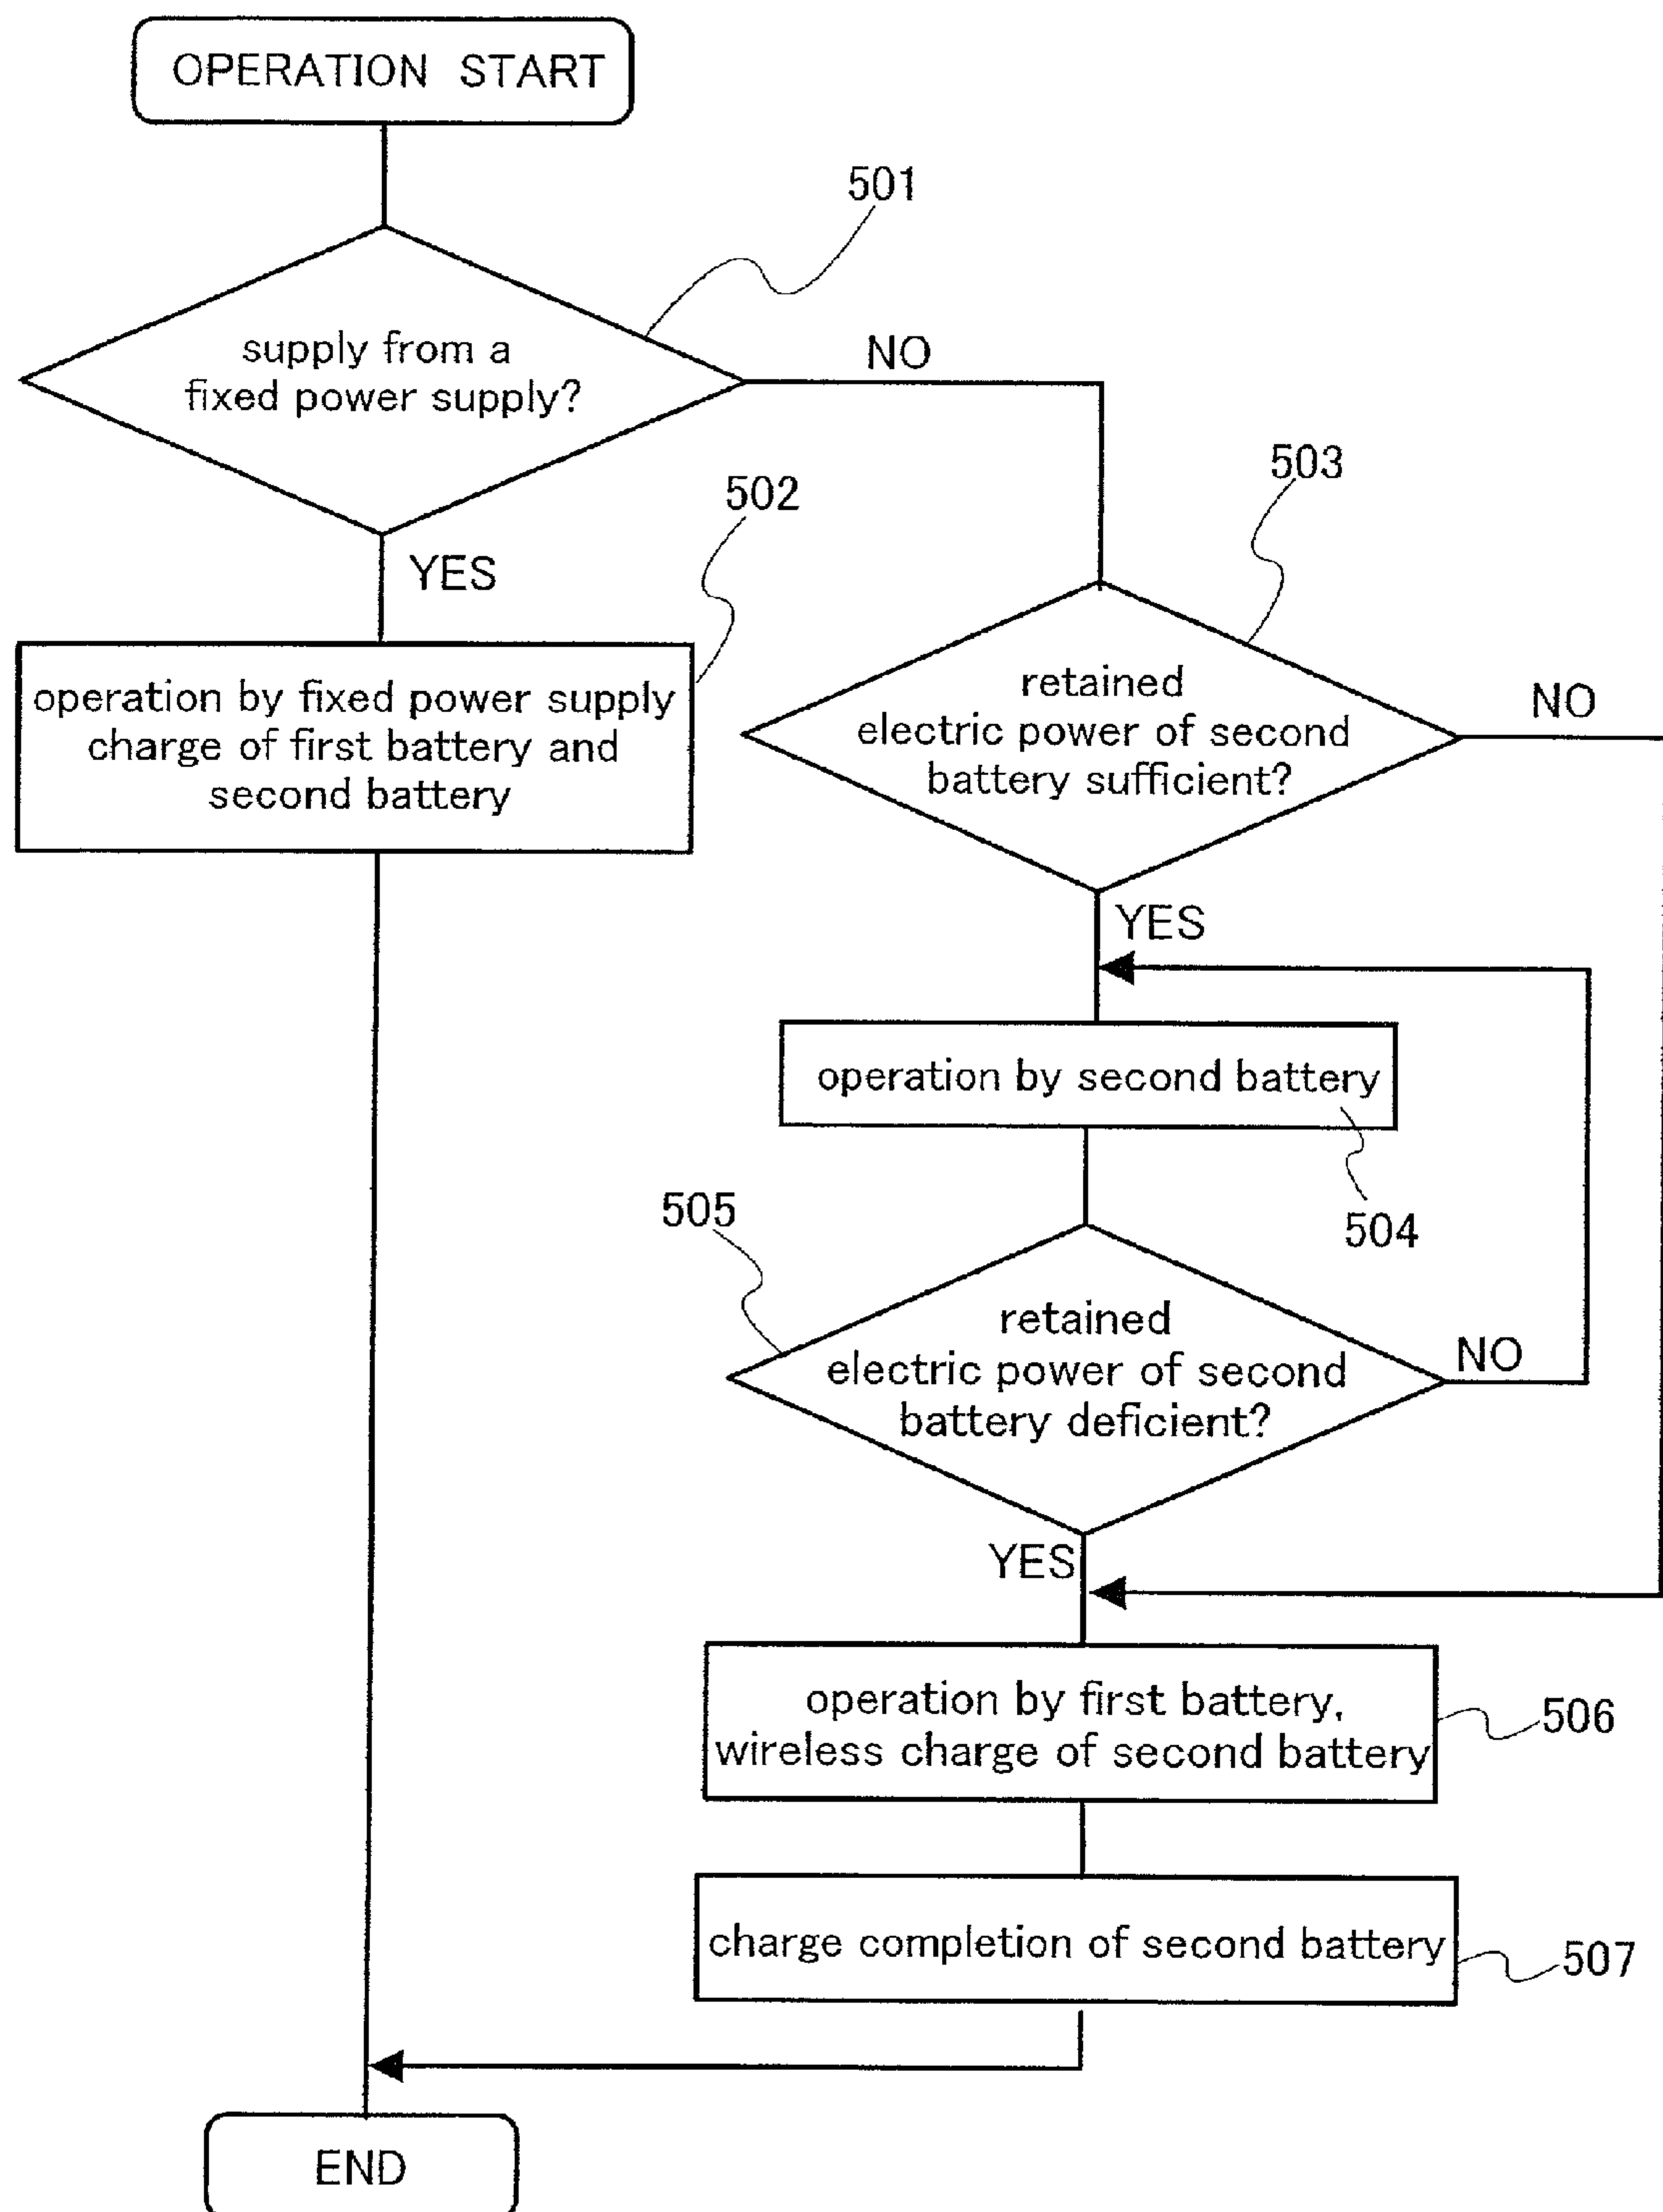 OPERATION START
501
supply from a
fixed power supply?
NO
YES
502
operation by fixed power supply
charge of first battery and
second battery
503
retained
electric power of second
battery sufficient?
NO
YES
operation by second battery
504
505
retained
electric power of second
battery deficient?
NO
YES
operation by first battery,
wireless charge of second battery
506
charge completion of second battery
507
END